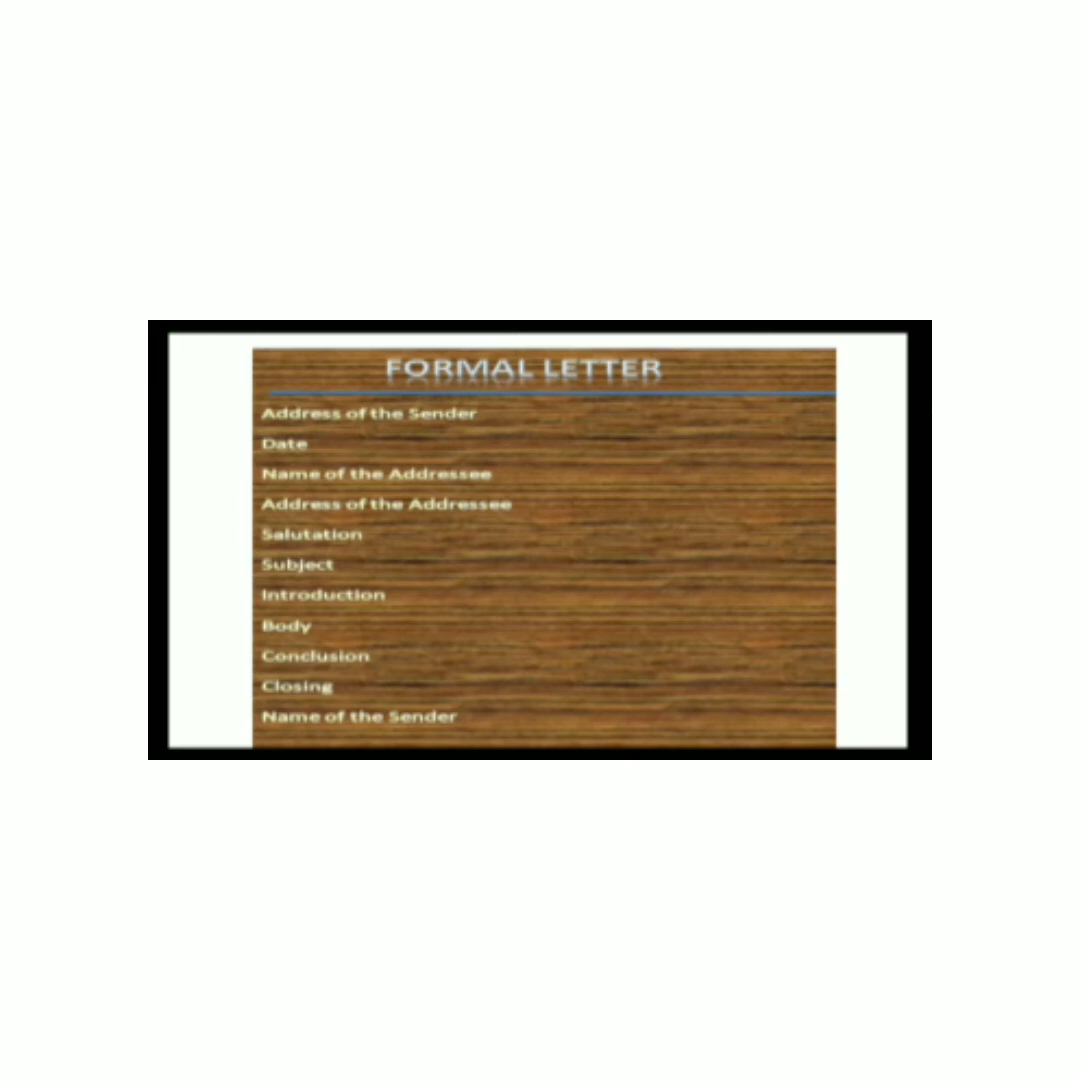 FORMAL LETTER
Address of the Sender
Date
Name of the Addressee
Address of the Addressee
Salutation
Subject
Introduction
Body
Conclusion
Closing
Name of the Sender